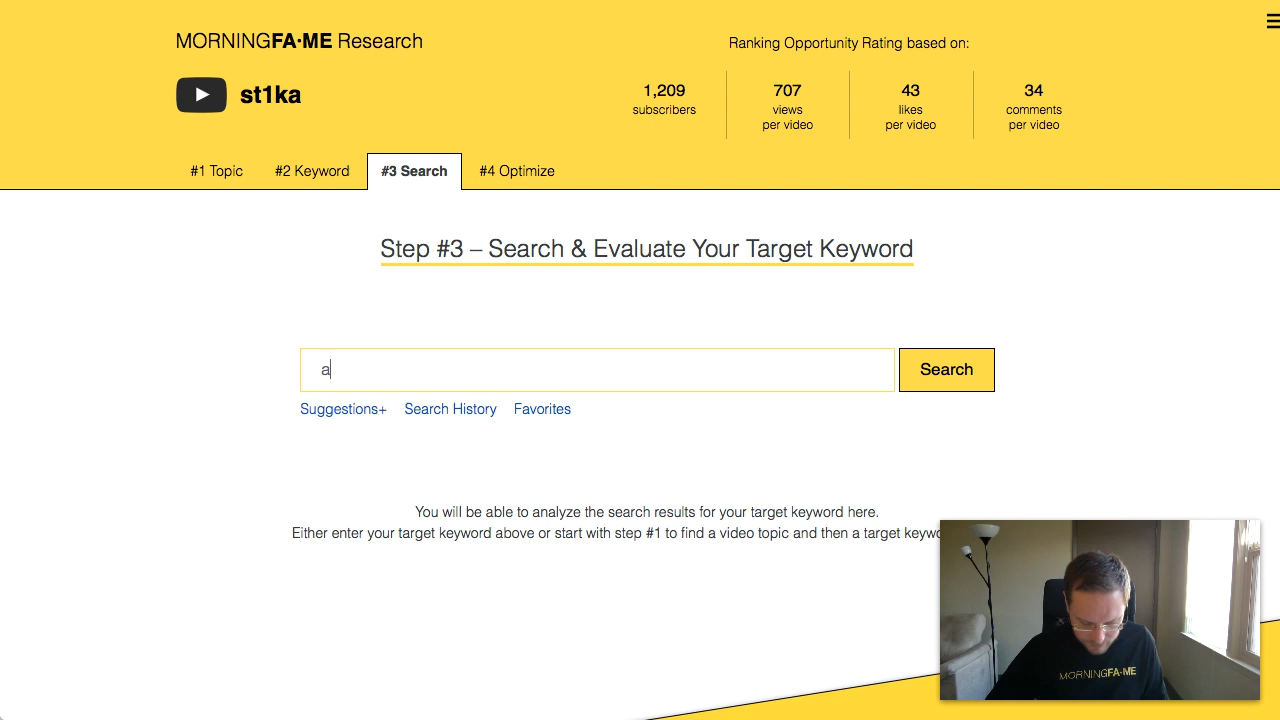 MORNINGFA·ME Research
Ranking Opportunity Rating based on:
st1ka
1,209
subscribers
707
views
per video
43
likes
per video
34
comments
per video
#1 Topic
#2 Keyword
#3 Search
#4 Optimize
Step #3 – Search & Evaluate Your Target Keyword
a
Search
Suggestions+
Search History
Favorites
You will be able to analyze the search results for your target keyword here.
Either enter your target keyword above or start with step #1 to find a video topic and then a target keywo
MORNINGFA·ME